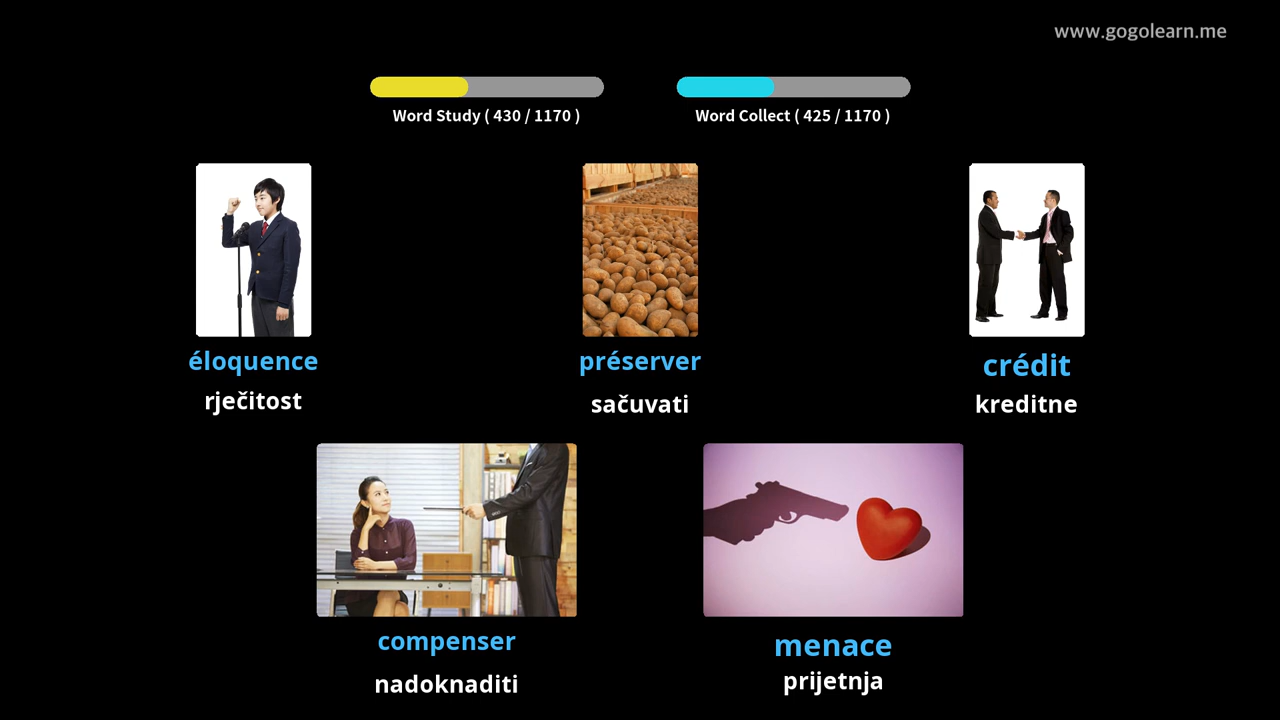 www.gogolearn.me
Word Study ( 430 / 1170 )
Word Collect ( 425 / 1170 )
éloquence
rječitost
préserver
sačuvati
crédit
kreditne
compenser
nadoknaditi
menace
prijetnja